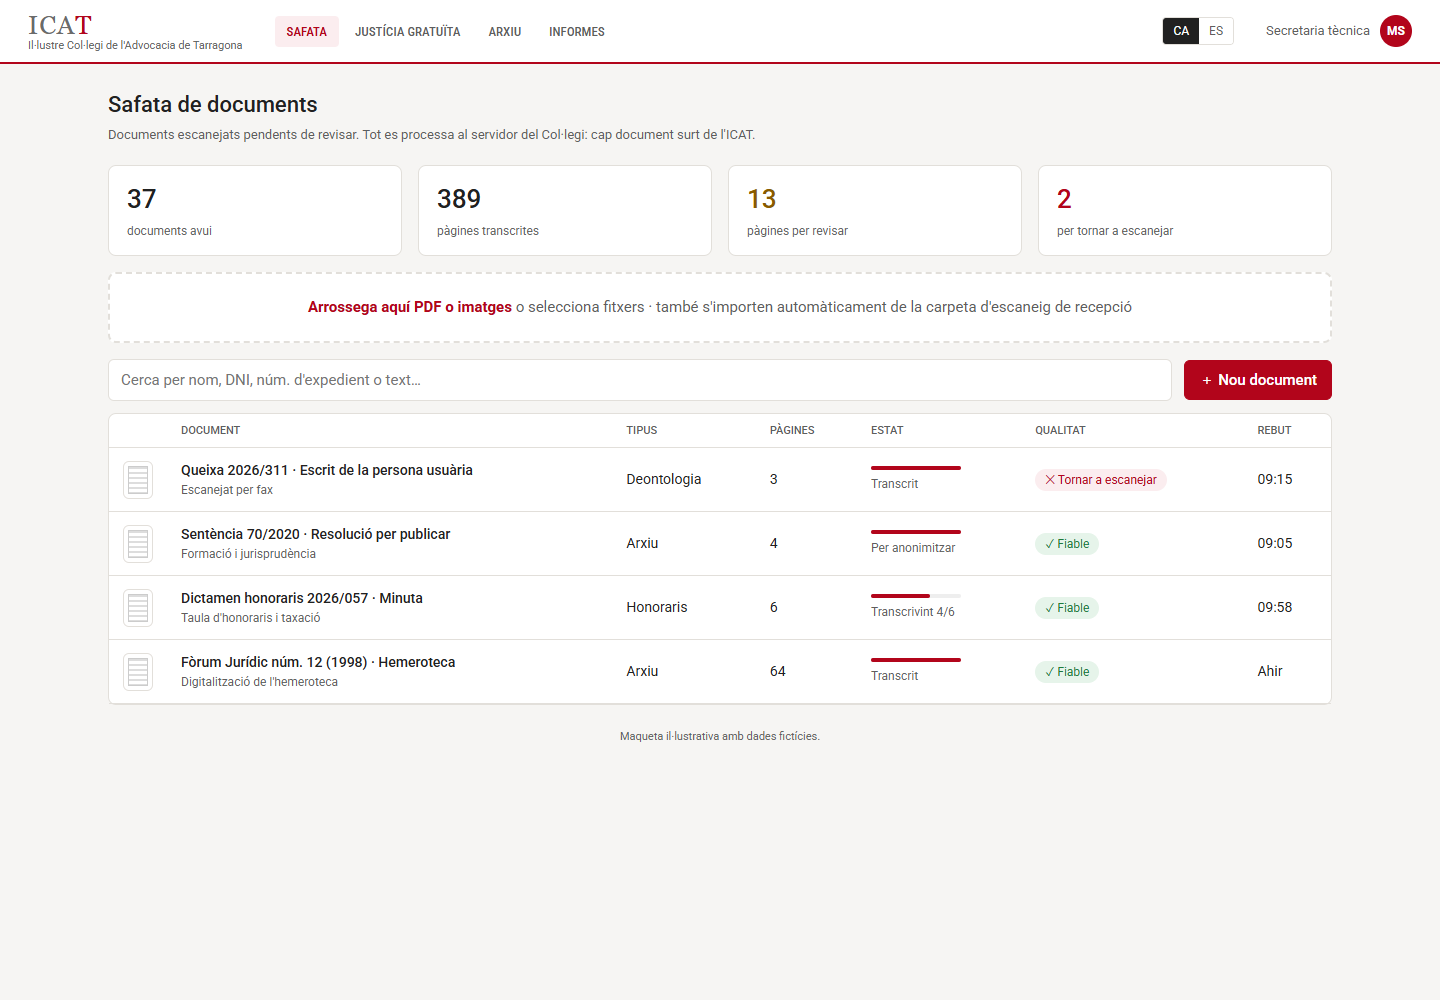 ICAT
Il·lustre Col·legi de l'Advocacia de Tarragona
SAFATA
JUSTÍCIA GRATUÏTA
ARXIU
INFORMES
CA
ES
Secretaria tècnica
MS
Safata de documents
Documents escanejats pendents de revisar. Tot es processa al servidor del Col·legi: cap document surt de l'ICAT.
37
documents avui
389
pàgines transcrites
13
pàgines per revisar
2
per tornar a escanejar
Arrossega aquí PDF o imatges o selecciona fitxers · també s'importen automàticament de la carpeta d'escaneig de recepció
Cerca per nom, DNI, núm. d'expedient o text…
+ Nou document
DOCUMENT TIPUS PÀGINES ESTAT QUALITAT REBUT
Queixa 2026/311 · Escrit de la persona usuària
Escanejat per fax
Deontologia
3
Transcrit
✕ Tornar a escanejar
09:15
Sentència 70/2020 · Resolució per publicar
Formació i jurisprudència
Arxiu
4
Per anonimitzar
✓ Fiable
09:05
Dictamen honoraris 2026/057 · Minuta
Taula d'honoraris i taxació
Honoraris
6
Transcrivint 4/6
✓ Fiable
09:58
Fòrum Jurídic núm. 12 (1998) · Hemeroteca
Digitalització de l'hemeroteca
Arxiu
64
Transcrit
✓ Fiable
Ahir
Maqueta il·lustrativa amb dades fictícies.